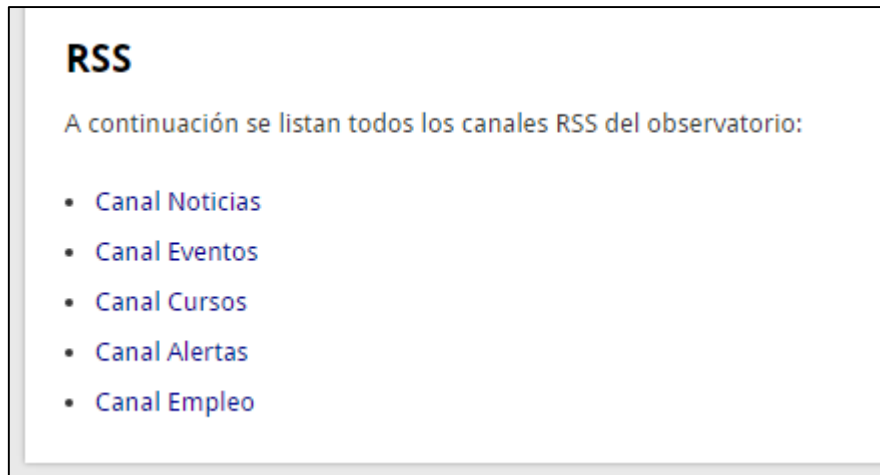 RSS
A continuación se listan todos los canales RSS del observatorio:
• Canal Noticias
• Canal Eventos
• Canal Cursos
• Canal Alertas
• Canal Empleo